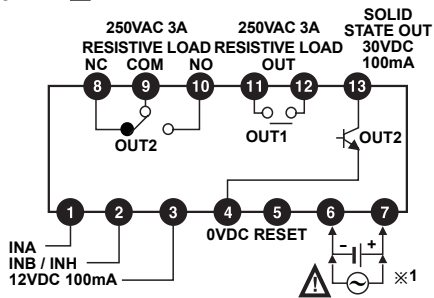 SOLID
250VAC 3A 250VAC 3A STATE OUT
RESISTIVE LOAD RESISTIVE LOAD 30VDC
NC COM NO OUT 100mA
8 9 10 11 12 13
OUT2 OUT1 OUT2
1 2 3 4 5 6 7
0VDC RESET
INA
INB / INH
12VDC 100mA
- +
※1